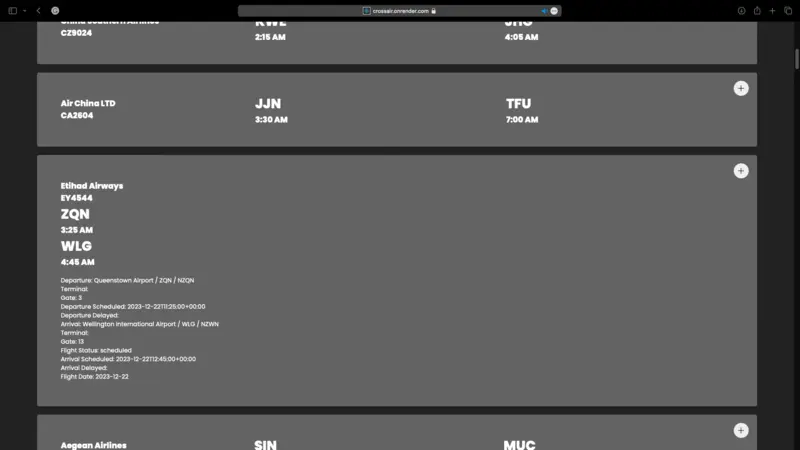 crossair.onrender.com
China Southern Airlines
KWE
JHG
CZ9024
2:15 AM
4:05 AM
Air China LTD
JJN
TFU
CA2604
3:30 AM
7:00 AM
Etihad Airways
EY4544
ZQN
3:25 AM
WLG
4:45 AM
Departure: Queenstown Airport / ZQN / NZQN
Terminal:
Gate: 3
Departure Scheduled: 2023-12-22T11:25:00+00:00
Departure Delayed:
Arrival: Wellington International Airport / WLG / NZWN
Terminal:
Gate: 13
Flight Status: scheduled
Arrival Scheduled: 2023-12-22T12:45:00+00:00
Arrival Delayed:
Flight Date: 2023-12-22
Aegean Airlines
SIN
MUC